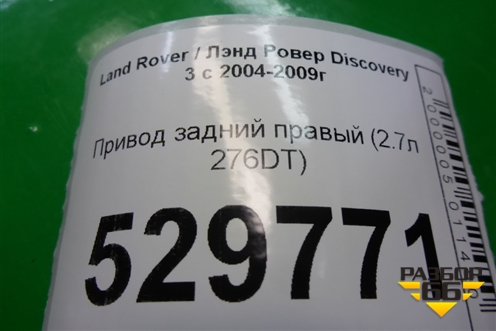 Land Rover / Лэнд Ровер Discovery
3 с 2004-2009г
Привод задний правый (2.7л
276DT)
529771
РАЗБОР
66